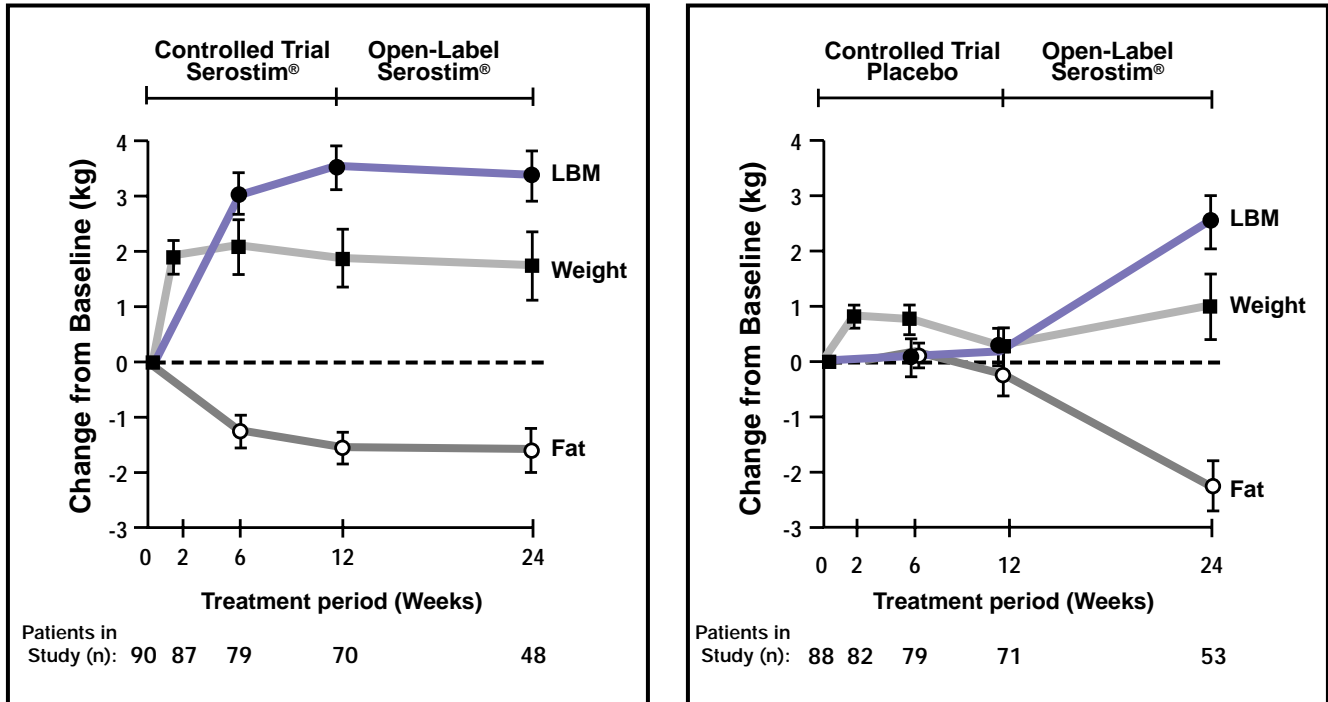 Controlled Trial Open-Label
Serostim® Serostim®
Change from Baseline (kg)
4
3
2
1
0
-1
-2
-3
LBM
Weight
Fat
0 2 6 12 24
Treatment period (Weeks)
Patients in
Study (n): 90 87 79 70 48
Controlled Trial Open-Label
Placebo Serostim®
Change from Baseline (kg)
4
3
2
1
0
-1
-2
-3
LBM
Weight
Fat
0 2 6 12 24
Treatment period (Weeks)
Patients in
Study (n): 88 82 79 71 53